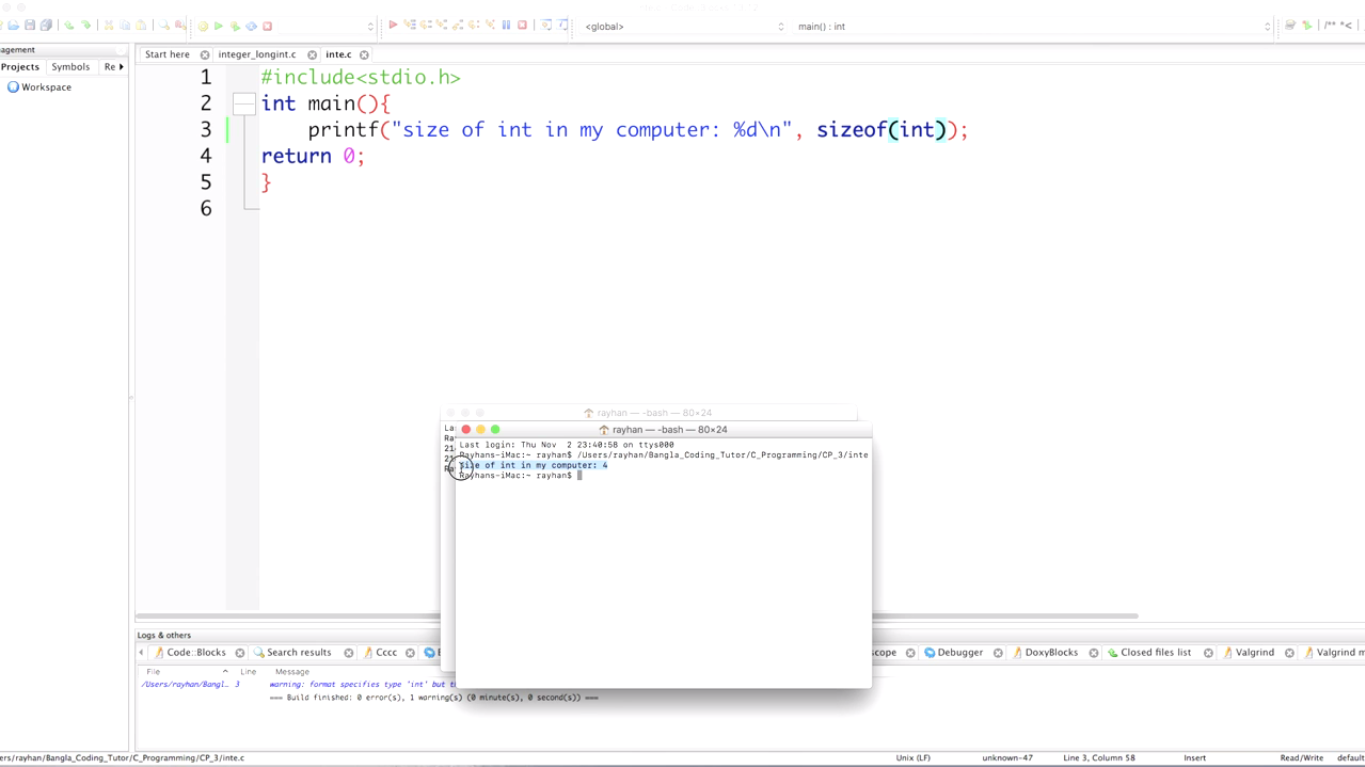 <global>
main() : int
agement
Start here
integer_longint.c
inte.c
Projects Symbols Re
Workspace
1 #include<stdio.h>
2 int main(){
3 printf("size of int in my computer: %d\n", sizeof(int));
4 return 0;
5 }
6
rayhan — -bash — 80×24
rayhan — -bash — 80×24
Last login: Thu Nov 2 23:40:58 on ttys000
Rayhans-iMac:~ rayhan$ /Users/rayhan/Bangla_Coding_Tutor/C_Programming/CP_3/inte
size of int in my computer: 4
Rayhans-iMac:~ rayhan$
Logs & others
Code::Blocks Search results Cccc scope Debugger DoxyBlocks Closed files list Valgrind Valgrind m
File Line Message
/Users/rayhan/Bangl… 3 warning: format specifies type 'int' but t
=== Build finished: 0 error(s), 1 warning(s) (0 minute(s), 0 second(s)) ===
ers/rayhan/Bangla_Coding_Tutor/C_Programming/CP_3/inte.c Unix (LF) unknown-47 Line 3, Column 58 Insert Read/Write default